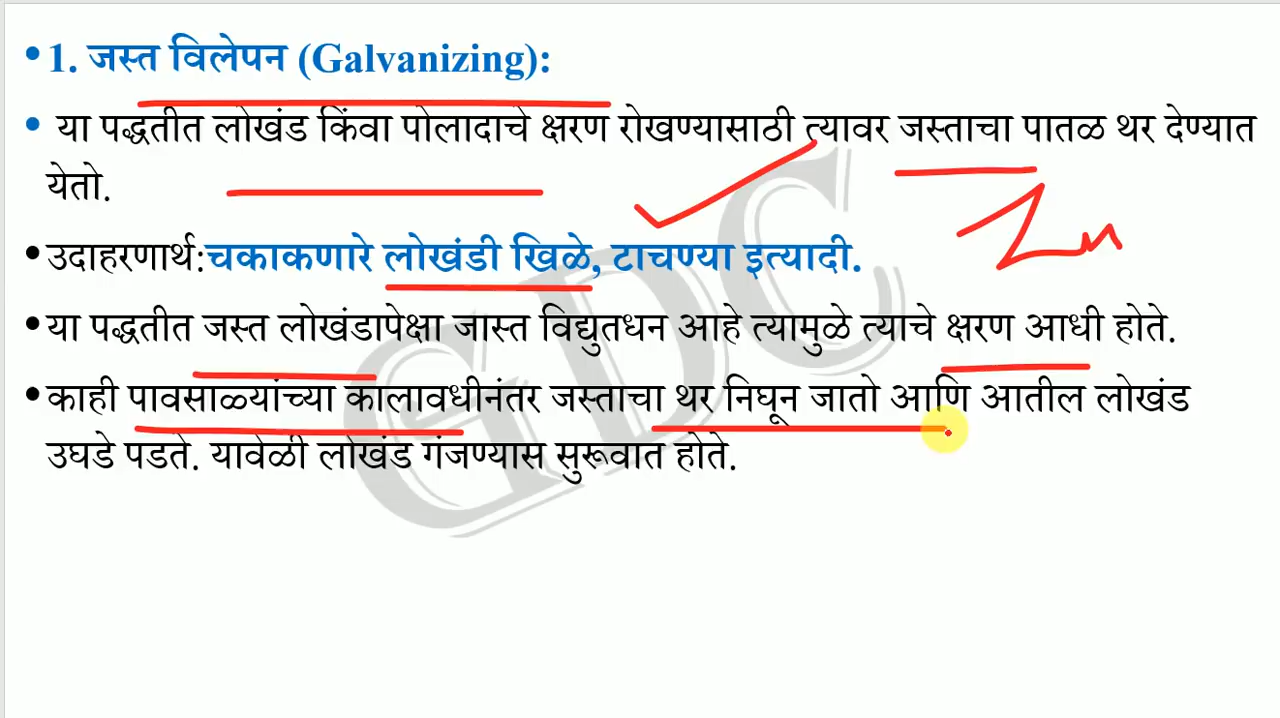 • 1. जस्त विलेपन (Galvanizing):
• या पद्धतीत लोखंड किंवा पोलादाचे क्षरण रोखण्यासाठी त्यावर जस्ताचा पातळ थर देण्यात
येतो.
Zn
• उदाहरणार्थ:चकाकणारे लोखंडी खिळे, टाचण्या इत्यादी.
• या पद्धतीत जस्त लोखंडापेक्षा जास्त विद्युतधन आहे त्यामुळे त्याचे क्षरण आधी होते.
• काही पावसाळ्यांच्या कालावधीनंतर जस्ताचा थर निघून जातो आणि आतील लोखंड
उघडे पडते. यावेळी लोखंड गंजण्यास सुरूवात होते.
GDC